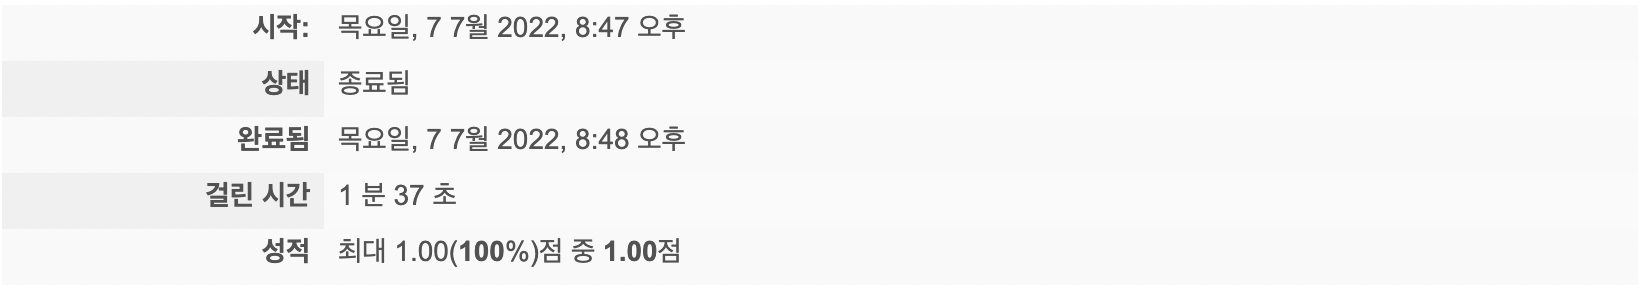 시작: 목요일, 7 7월 2022, 8:47 오후
상태 종료됨
완료됨 목요일, 7 7월 2022, 8:48 오후
걸린 시간 1 분 37 초
성적 최대 1.00(100%)점 중 1.00점